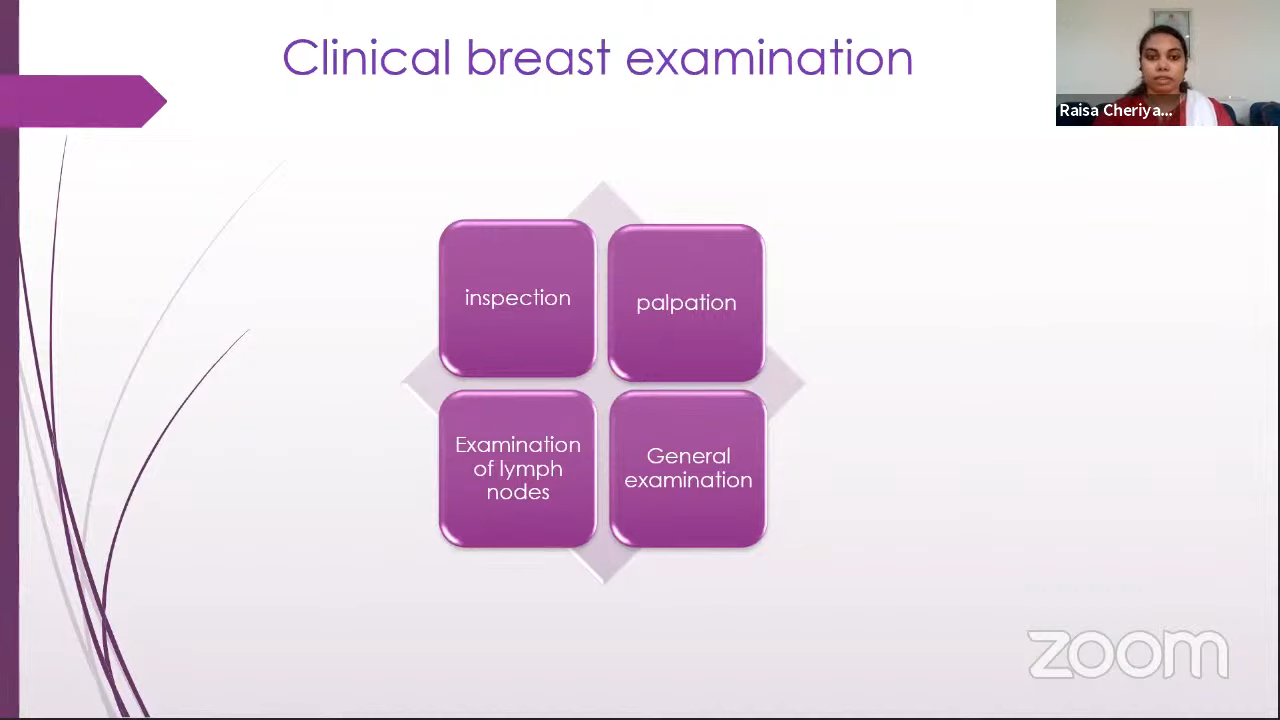 Clinical breast examination
Raisa Cheriya...
inspection
palpation
Examination
of lymph
nodes
General
examination
zoom